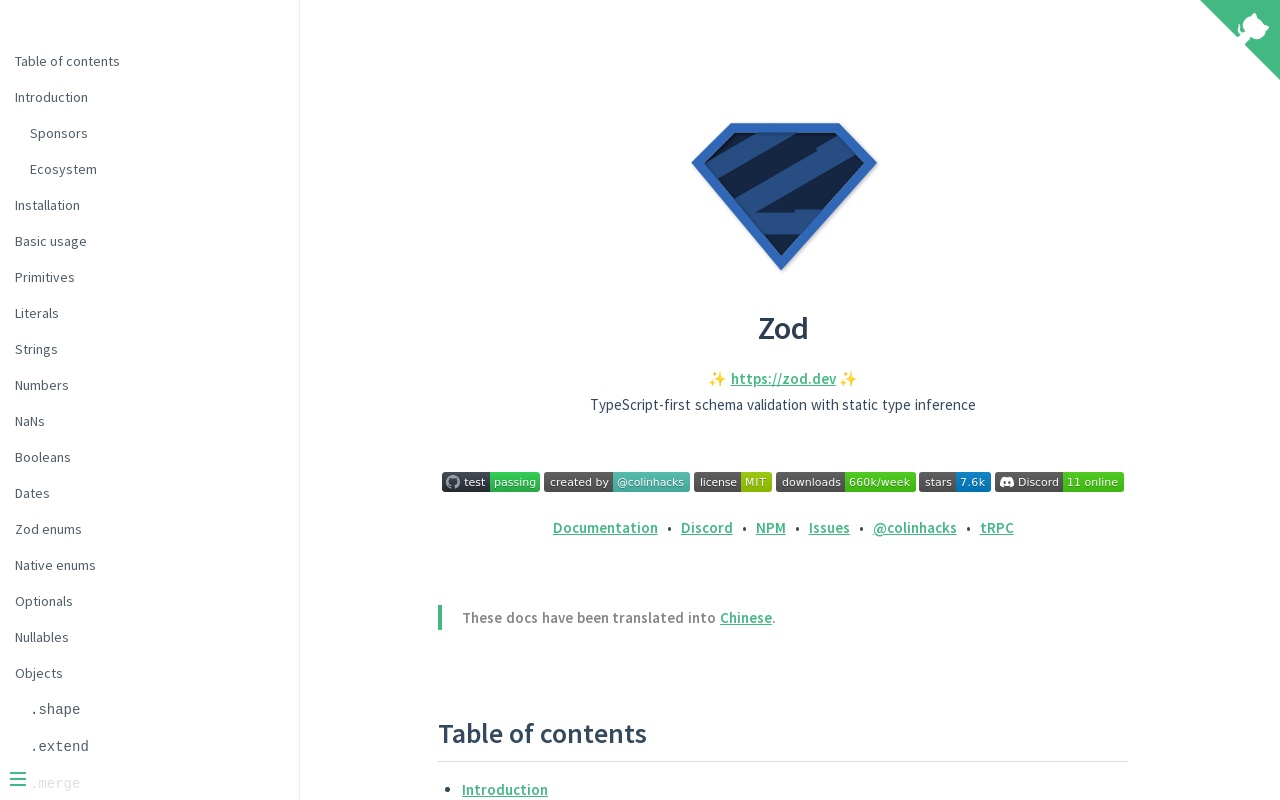 Table of contents
Introduction
Sponsors
Ecosystem
Installation
Basic usage
Primitives
Literals
Strings
Numbers
NaNs
Booleans
Dates
Zod enums
Native enums
Optionals
Nullables
Objects
.shape
.extend
.merge
Zod
✨ https://zod.dev ✨
TypeScript-first schema validation with static type inference
test passing created by @colinhacks license MIT downloads 660k/week stars 7.6k Discord 11 online
Documentation • Discord • NPM • Issues • @colinhacks • tRPC
These docs have been translated into Chinese.
Table of contents
• Introduction